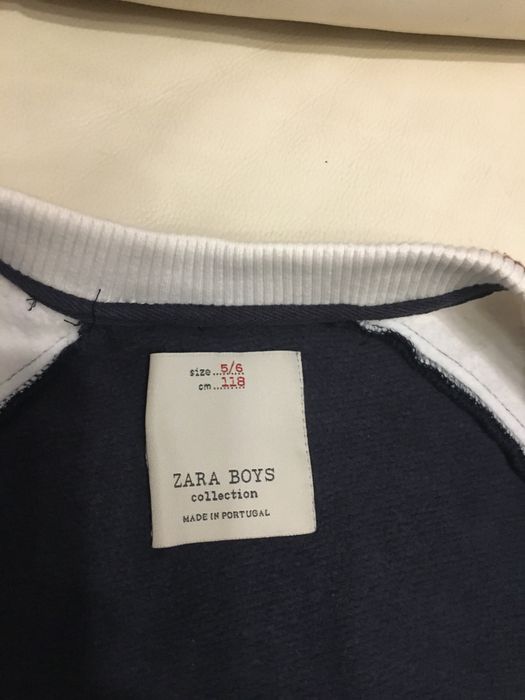 size...5/6
cm...118
ZARA BOYS
collection
MADE IN PORTUGAL